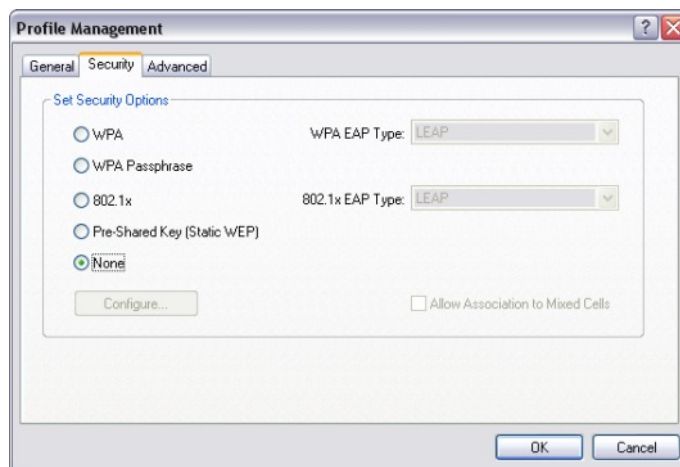 Profile Management
General Security Advanced
Set Security Options
WPA WPA EAP Type: LEAP
WPA Passphrase
802.1x 802.1x EAP Type: LEAP
Pre-Shared Key (Static WEP)
None
Configure... Allow Association to Mixed Cells
OK Cancel